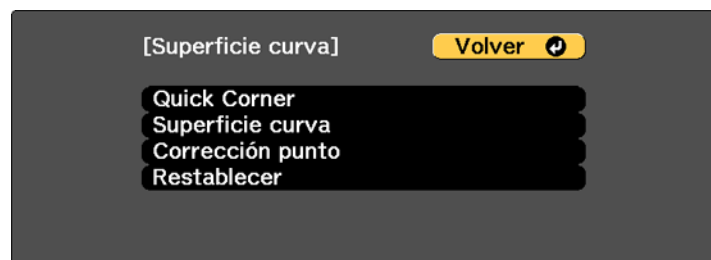 [Superficie curva] Volver
Quick Corner
Superficie curva
Corrección punto
Restablecer